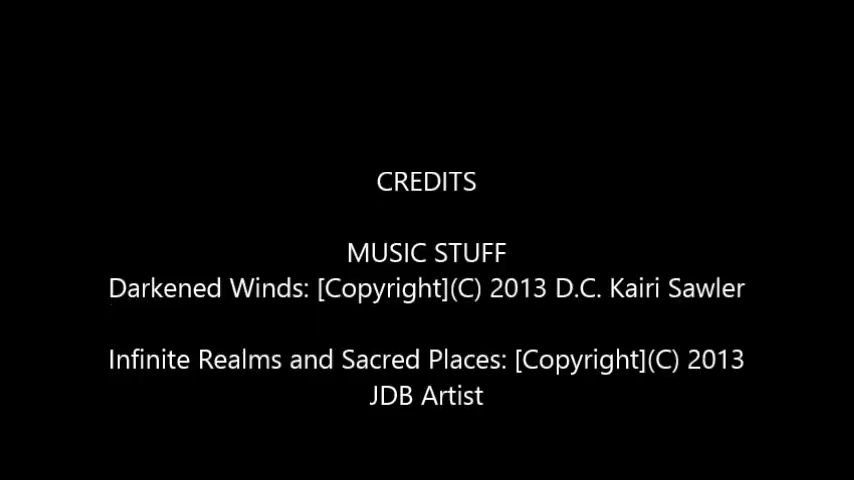 CREDITS
MUSIC STUFF
Darkened Winds: [Copyright](C) 2013 D.C. Kairi Sawler
Infinite Realms and Sacred Places: [Copyright](C) 2013
JDB Artist